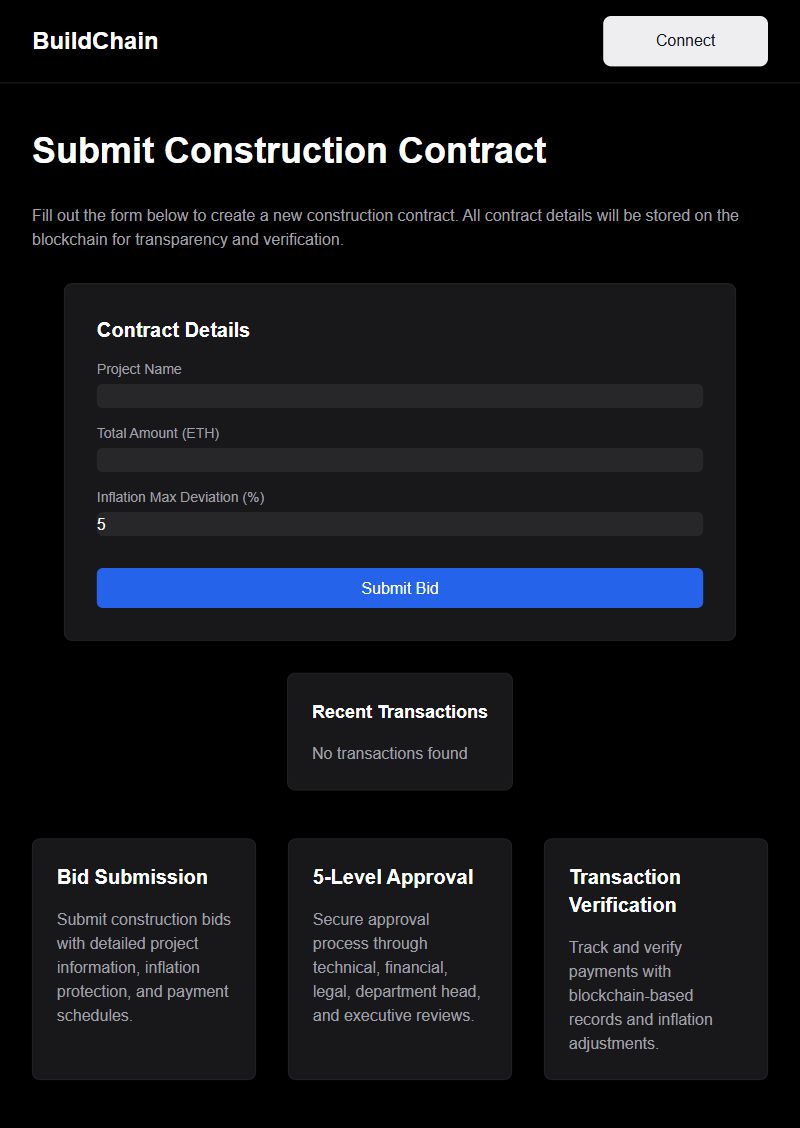 BuildChain
Connect
Submit Construction Contract
Fill out the form below to create a new construction contract. All contract details will be stored on the
blockchain for transparency and verification.
Contract Details
Project Name
Total Amount (ETH)
Inflation Max Deviation (%)
5
Submit Bid
Recent Transactions
No transactions found
Bid Submission
Submit construction bids
with detailed project
information, inflation
protection, and payment
schedules.
5-Level Approval
Secure approval
process through
technical, financial,
legal, department head,
and executive reviews.
Transaction
Verification
Track and verify
payments with
blockchain-based
records and inflation
adjustments.